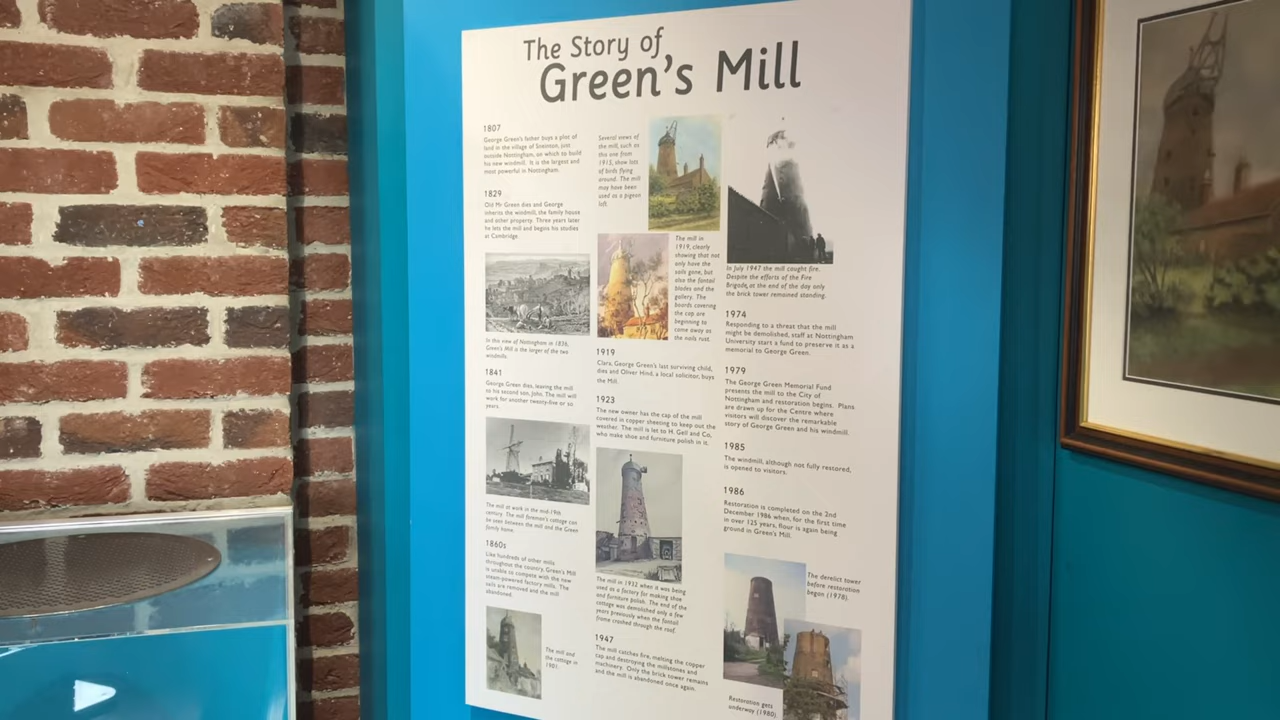 The Story of
Green's Mill
1807
George Green's father buys a plot of
land in the village of Sneinton, just
outside Nottingham, on which to build
his new windmill. It is the largest and
most powerful in Nottingham.
1829
Old Mr Green dies and George
inherits the windmill, the family house
and other property. Three years later
he lets the mill and begins his studies
at Cambridge.
In this view of Nottingham in 1836,
Green's Mill is the larger of the two
windmills.
1841
George Green dies, leaving the mill
to his second son, John. The mill will
work for another twenty-five or so
years.
The mill at work in the mid-19th
century. The mill foreman's cottage can
be seen between the mill and the Green
family home.
1860s
Like hundreds of other mills
throughout the country, Green's Mill
is unable to compete with the new
steam-powered factory mills. The
sails are removed and the mill
abandoned.
The mill and
the cottage in
1901.
Several views of
the mill, such as
this one from
1913, show lots
of birds flying
around. The mill
may have been
used as a pigeon
loft.
The mill in
1919, clearly
showing that not
only have the
sails gone, but
also the fantail
blades and the
gallery. The
boards covering
the cap are
beginning to
come away as
the nails rust.
1919
Clara, George Green's last surviving child,
dies and Oliver Hind, a local solicitor, buys
the Mill.
1923
The new owner has the cap of the mill
covered in copper sheeting to keep out the
weather. The mill is let to H. Gell and Co,
who make shoe and furniture polish in it.
The mill in 1932 when it was being
used as a factory for making shoe
and furniture polish. The end of the
cottage was demolished only a few
years previously when the fantail
frame crashed through the roof.
1947
The mill catches fire, melting the copper
cap and destroying the millstones and
machinery. Only the brick tower remains
and the mill is abandoned once again.
In July 1947 the mill caught fire.
Despite the efforts of the Fire
Brigade, at the end of the day only
the brick tower remained standing.
1974
Responding to a threat that the mill
might be demolished, staff at Nottingham
University start a fund to preserve it as a
memorial to George Green.
1979
The George Green Memorial Fund
presents the mill to the City of
Nottingham and restoration begins. Plans
are drawn up for the Centre where
visitors will discover the remarkable
story of George Green and his windmill.
1985
The windmill, although not fully restored,
is opened to visitors.
1986
Restoration is completed on the 2nd
December 1986 when, for the first time
in over 125 years, flour is again being
ground in Green's Mill.
The derelict tower
before restoration
began (1978).
Restoration gets
underway (1980).